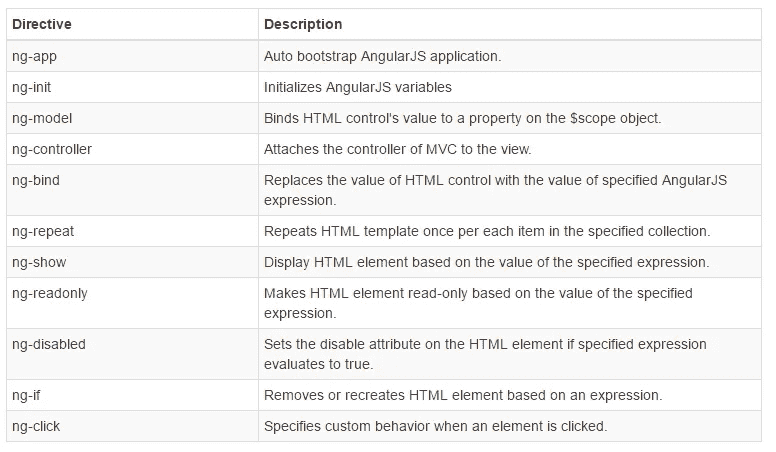 Directive Description
ng-app Auto bootstrap AngularJS application.
ng-init Initializes AngularJS variables
ng-model Binds HTML control's value to a property on the $scope object.
ng-controller Attaches the controller of MVC to the view.
ng-bind Replaces the value of HTML control with the value of specified AngularJS
expression.
ng-repeat Repeats HTML template once per each item in the specified collection.
ng-show Display HTML element based on the value of the specified expression.
ng-readonly Makes HTML element read-only based on the value of the specified
expression.
ng-disabled Sets the disable attribute on the HTML element if specified expression
evaluates to true.
ng-if Removes or recreates HTML element based on an expression.
ng-click Specifies custom behavior when an element is clicked.